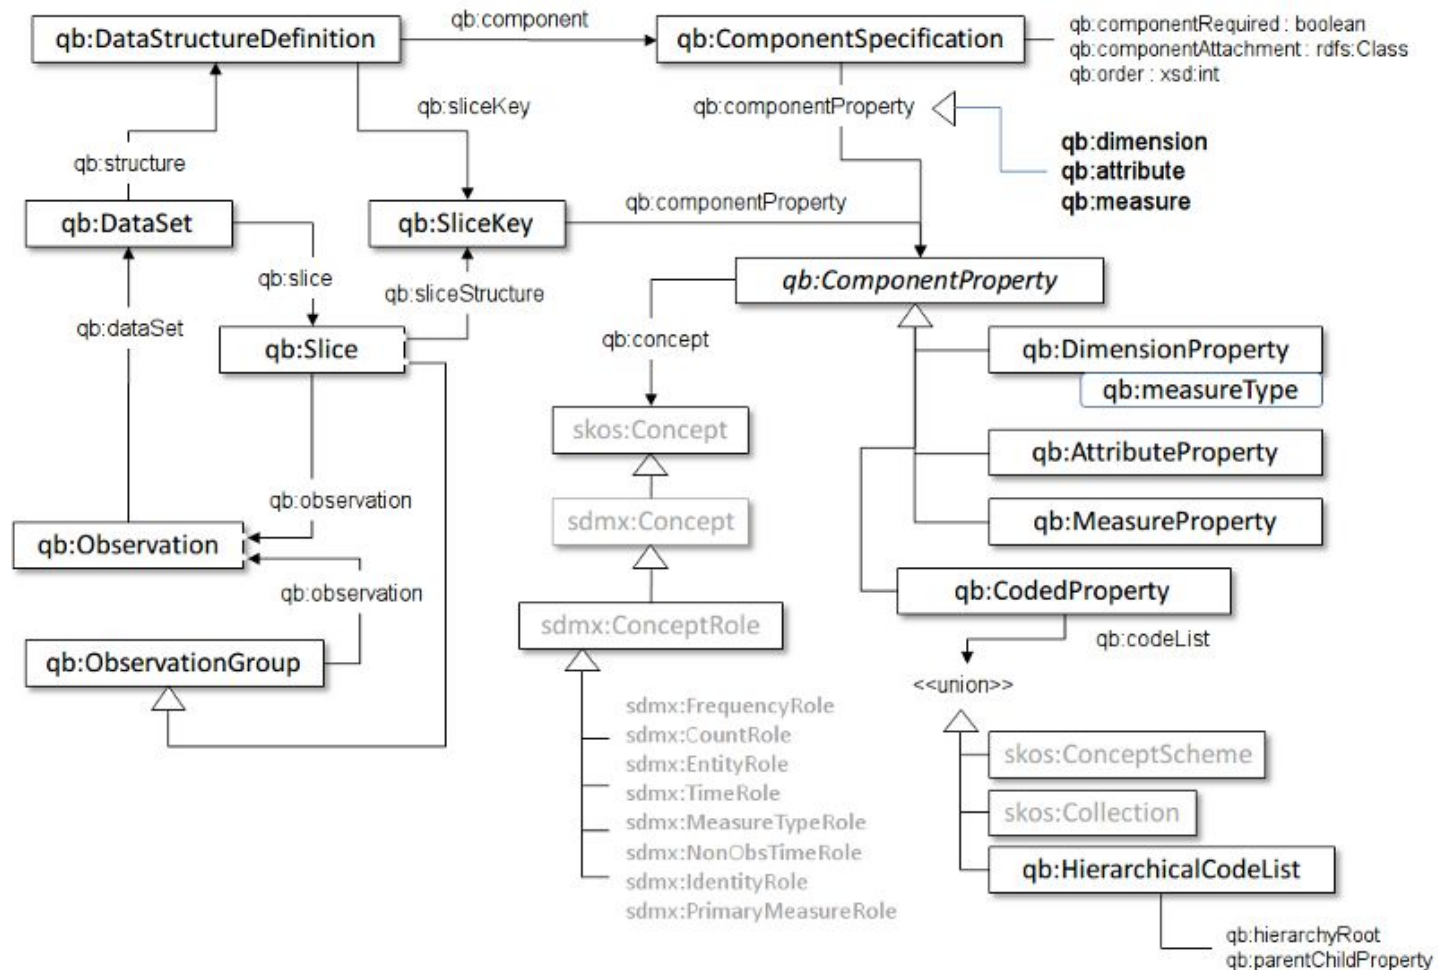 qb:DataStructureDefinition
qb:component
qb:ComponentSpecification
qb:componentRequired : boolean
qb:componentAttachment : rdfs:Class
qb:order : xsd:int
qb:sliceKey
qb:componentProperty
qb:dimension
qb:attribute
qb:measure
qb:structure
qb:DataSet
qb:SliceKey
qb:componentProperty
qb:slice
qb:sliceStructure
qb:ComponentProperty
qb:dataSet
qb:Slice
qb:concept
qb:DimensionProperty
qb:measureType
skos:Concept
qb:AttributeProperty
qb:observation
sdmx:Concept
qb:MeasureProperty
qb:Observation
qb:observation
qb:CodedProperty
sdmx:ConceptRole
qb:codeList
qb:ObservationGroup
<<union>>
sdmx:FrequencyRole
sdmx:CountRole
sdmx:EntityRole
sdmx:TimeRole
sdmx:MeasureTypeRole
sdmx:NonObsTimeRole
sdmx:IdentityRole
sdmx:PrimaryMeasureRole
skos:ConceptScheme
skos:Collection
qb:HierarchicalCodeList
qb:hierarchyRoot
qb:parentChildProperty